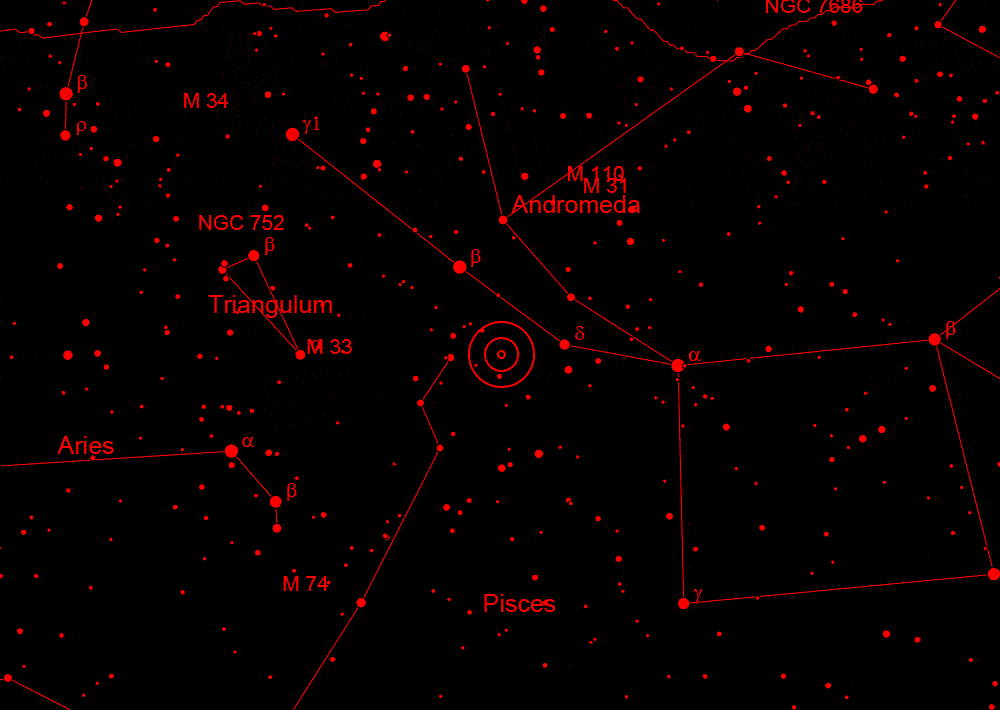 NGC 7686
β
M 34
ρ
γ1
M 110
M 31
Andromeda
NGC 752
β
β
Triangulum
β
δ
M 33
α
Aries
α
β
M 74
γ
Pisces